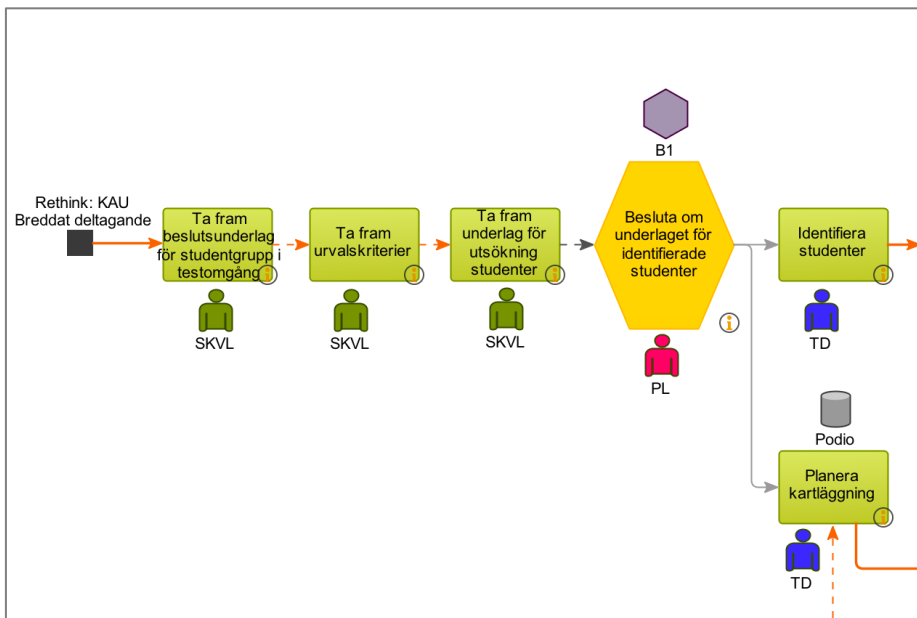 B1
Rethink: KAU
Breddat deltagande
Ta fram
beslutsunderlag
för studentgrupp i
testomgång
Ta fram
urvalskriterier
Ta fram
underlag för
utsökning
studenter
Besluta om
underlaget för
identifierade
studenter
Identifiera
studenter
SKVL
SKVL
SKVL
PL
TD
Podio
Planera
kartläggning
TD